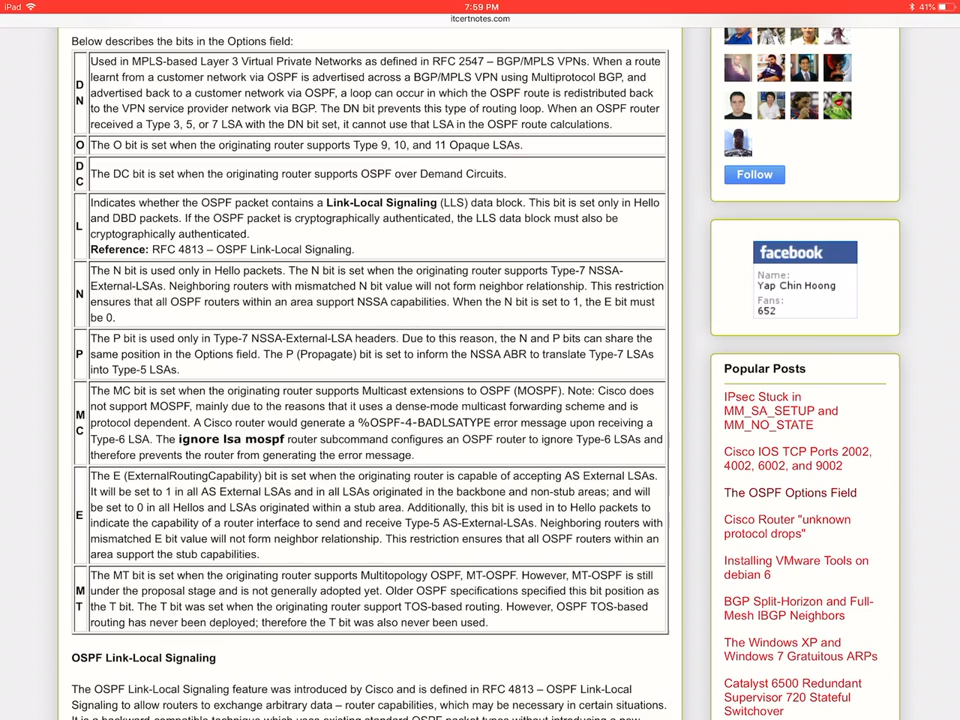 iPad
7:59 PM
41%
itcertnotes.com
Below describes the bits in the Options field:
D
N
Used in MPLS-based Layer 3 Virtual Private Networks as defined in RFC 2547 – BGP/MPLS VPNs. When a route
learnt from a customer network via OSPF is advertised across a BGP/MPLS VPN using Multiprotocol BGP, and
advertised back to a customer network via OSPF, a loop can occur in which the OSPF route is redistributed back
to the VPN service provider network via BGP. The DN bit prevents this type of routing loop. When an OSPF router
received a Type 3, 5, or 7 LSA with the DN bit set, it cannot use that LSA in the OSPF route calculations.
O The O bit is set when the originating router supports Type 9, 10, and 11 Opaque LSAs.
D
C
The DC bit is set when the originating router supports OSPF over Demand Circuits.
L
Indicates whether the OSPF packet contains a Link-Local Signaling (LLS) data block. This bit is set only in Hello
and DBD packets. If the OSPF packet is cryptographically authenticated, the LLS data block must also be
cryptographically authenticated.
Reference: RFC 4813 – OSPF Link-Local Signaling.
N
The N bit is used only in Hello packets. The N bit is set when the originating router supports Type-7 NSSA-
External-LSAs. Neighboring routers with mismatched N bit value will not form neighbor relationship. This restriction
ensures that all OSPF routers within an area support NSSA capabilities. When the N bit is set to 1, the E bit must
be 0.
P
The P bit is used only in Type-7 NSSA-External-LSA headers. Due to this reason, the N and P bits can share the
same position in the Options field. The P (Propagate) bit is set to inform the NSSA ABR to translate Type-7 LSAs
into Type-5 LSAs.
M
C
The MC bit is set when the originating router supports Multicast extensions to OSPF (MOSPF). Note: Cisco does
not support MOSPF, mainly due to the reasons that it uses a dense-mode multicast forwarding scheme and is
protocol dependent. A Cisco router would generate a %OSPF-4-BADLSATYPE error message upon receiving a
Type-6 LSA. The ignore lsa mospf router subcommand configures an OSPF router to ignore Type-6 LSAs and
therefore prevents the router from generating the error message.
E
The E (ExternalRoutingCapability) bit is set when the originating router is capable of accepting AS External LSAs.
It will be set to 1 in all AS External LSAs and in all LSAs originated in the backbone and non-stub areas; and will
be set to 0 in all Hellos and LSAs originated within a stub area. Additionally, this bit is used in to Hello packets to
indicate the capability of a router interface to send and receive Type-5 AS-External-LSAs. Neighboring routers with
mismatched E bit value will not form neighbor relationship. This restriction ensures that all OSPF routers within an
area support the stub capabilities.
M
T
The MT bit is set when the originating router supports Multitopology OSPF, MT-OSPF. However, MT-OSPF is still
under the proposal stage and is not generally adopted yet. Older OSPF specifications specified this bit position as
the T bit. The T bit was set when the originating router support TOS-based routing. However, OSPF TOS-based
routing has never been deployed; therefore the T bit was also never been used.
OSPF Link-Local Signaling
The OSPF Link-Local Signaling feature was introduced by Cisco and is defined in RFC 4813 – OSPF Link-Local
Signaling to allow routers to exchange arbitrary data – router capabilities, which may be necessary in certain situations.
It is a backward-compatible technique which uses existing standard OSPF packet types without introducing a new
Follow
facebook
Name:
Yap Chin Hoong
Fans:
652
Popular Posts
IPsec Stuck in
MM_SA_SETUP and
MM_NO_STATE
Cisco IOS TCP Ports 2002,
4002, 6002, and 9002
The OSPF Options Field
Cisco Router "unknown
protocol drops"
Installing VMware Tools on
debian 6
BGP Split-Horizon and Full-
Mesh IBGP Neighbors
The Windows XP and
Windows 7 Gratuitous ARPs
Catalyst 6500 Redundant
Supervisor 720 Stateful
Switchover